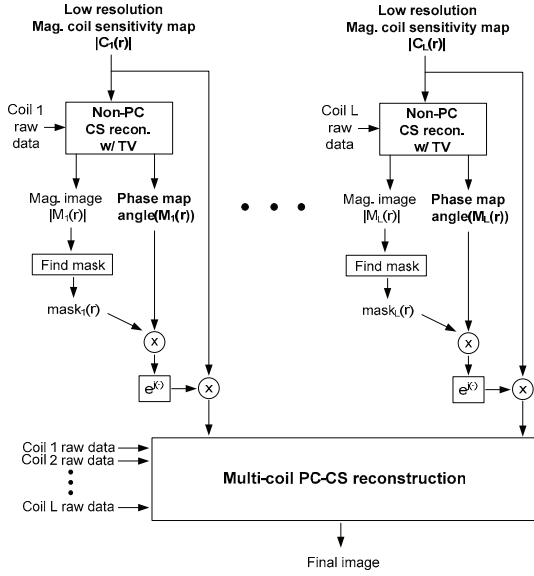 Low resolution
Mag. coil sensitivity map
|C1(r)|
Coil 1
raw
data
Non-PC
CS recon.
w/ TV
Mag. image
|M1(r)|
Phase map
angle(M1(r))
Find mask
mask1(r)
x
e^j(·)
x
• • •
Low resolution
Mag. coil sensitivity map
|CL(r)|
Coil L
raw
data
Non-PC
CS recon.
w/ TV
Mag. image
|ML(r)|
Phase map
angle(ML(r))
Find mask
maskL(r)
x
e^j(·)
x
Coil 1 raw data
Coil 2 raw data
Coil L raw data
Multi-coil PC-CS reconstruction
Final image